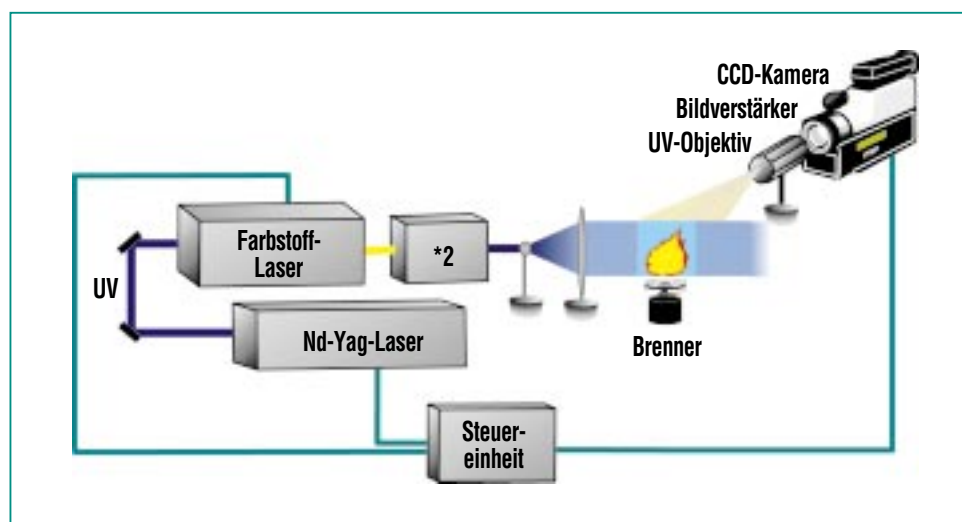 CCD-Kamera
Bildverstärker
UV-Objektiv
Farbstoff-
Laser
*2
UV
Nd-Yag-Laser
Brenner
Steuer-
einheit